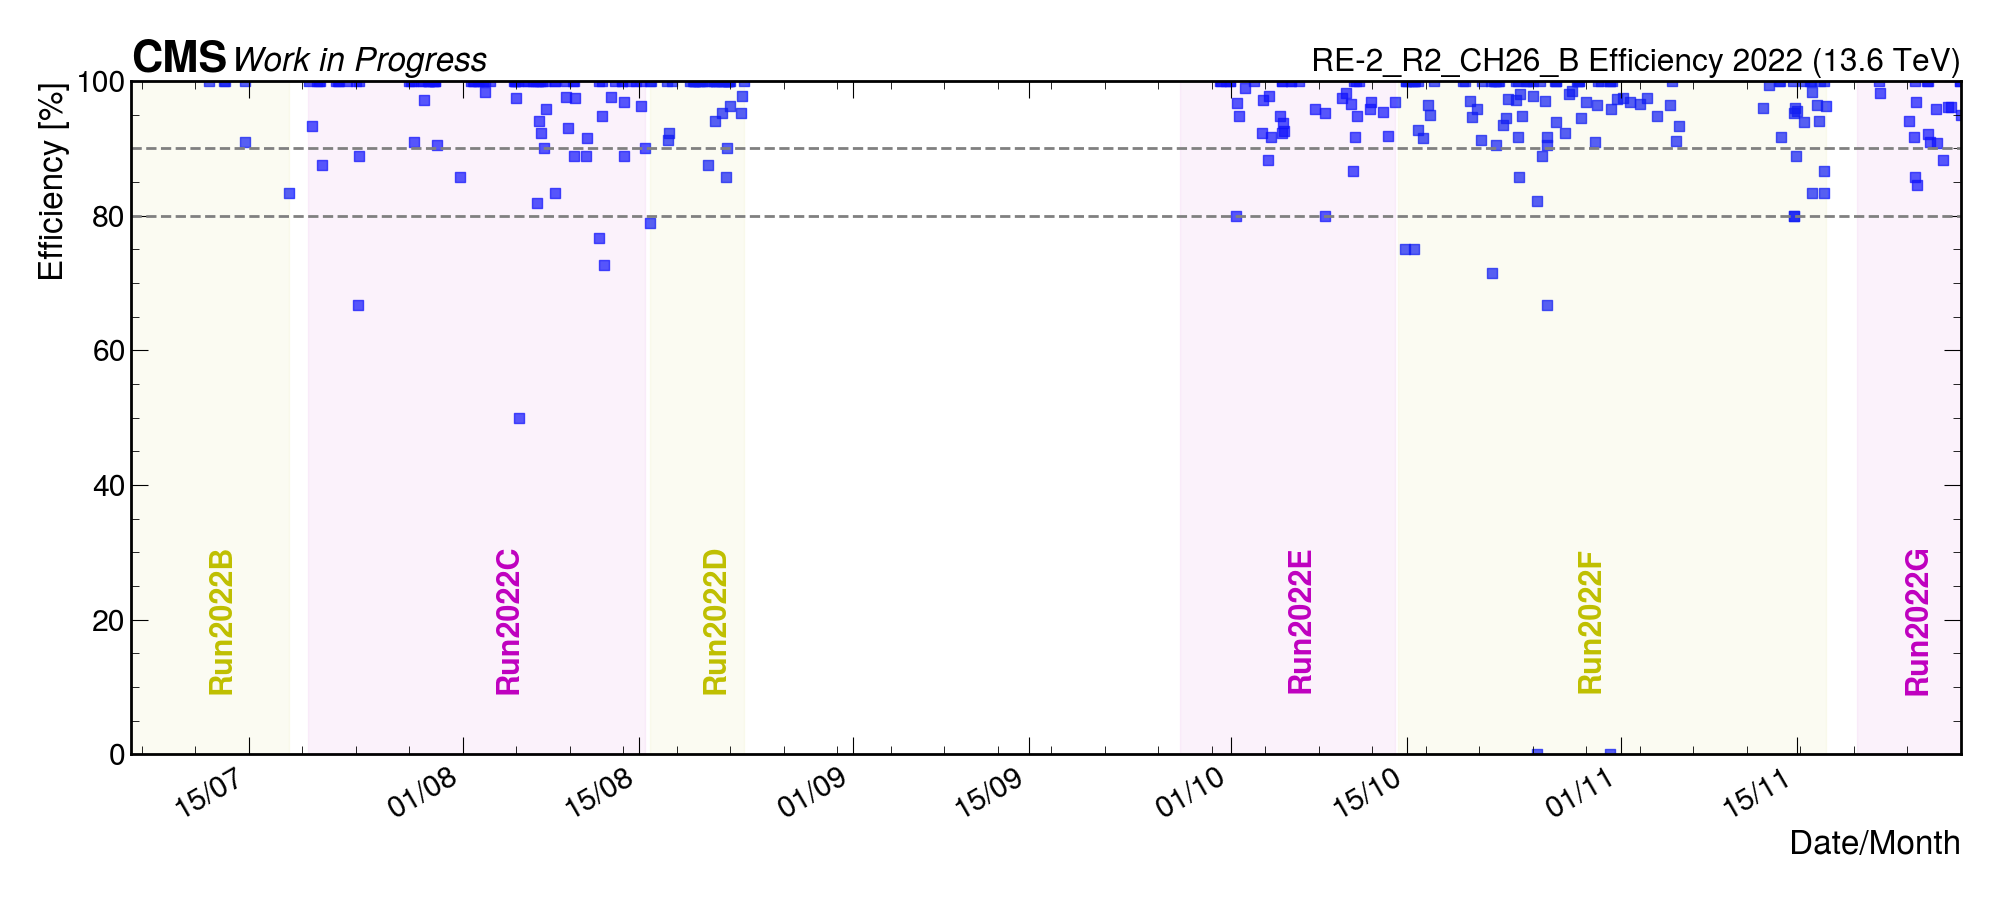 CMS Work in Progress
RE-2_R2_CH26_B Efficiency 2022 (13.6 TeV)
Efficiency [%]
100
80
60
40
20
0
Run2022B
Run2022C
Run2022D
Run2022E
Run2022F
Run2022G
15/07
01/08
15/08
01/09
15/09
01/10
15/10
01/11
15/11
Date/Month